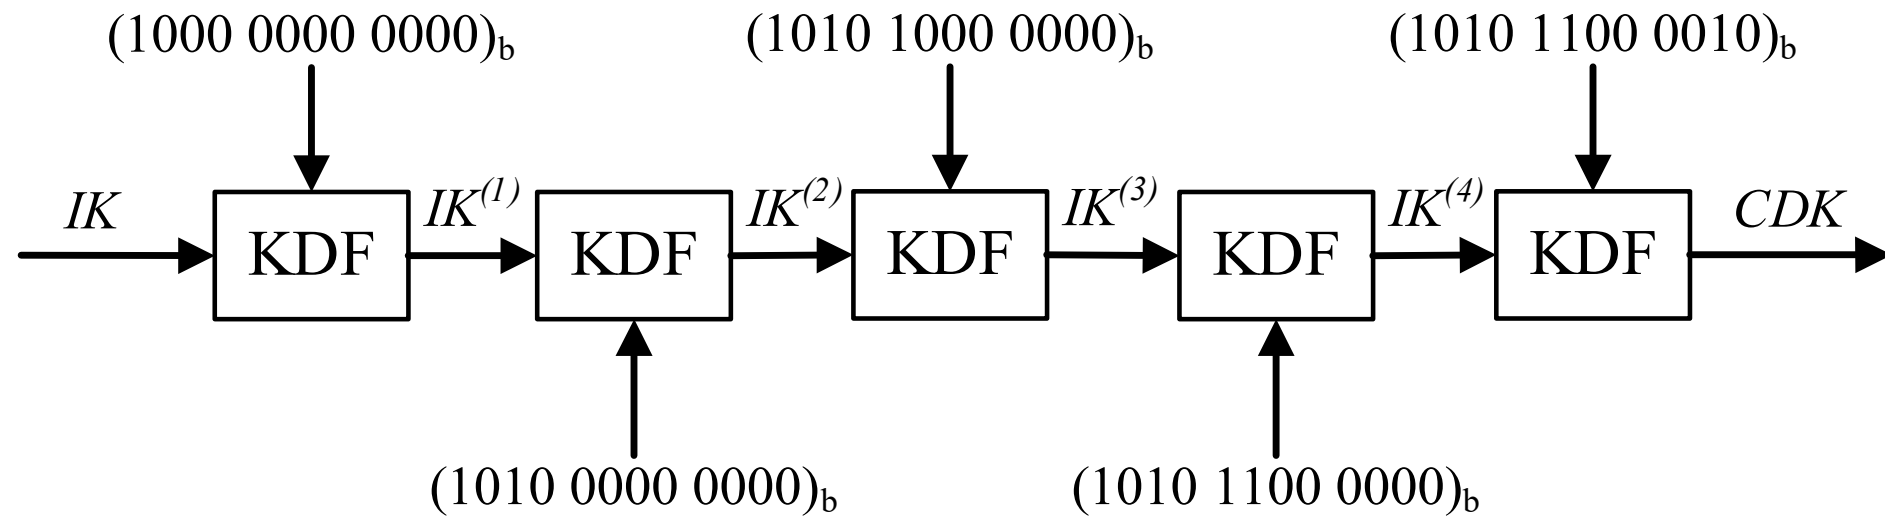 (1000 0000 0000)b (1010 1000 0000)b (1010 1100 0010)b
IK IK(1) IK(2) IK(3) IK(4) CDK
KDF KDF KDF KDF KDF
(1010 0000 0000)b (1010 1100 0000)b